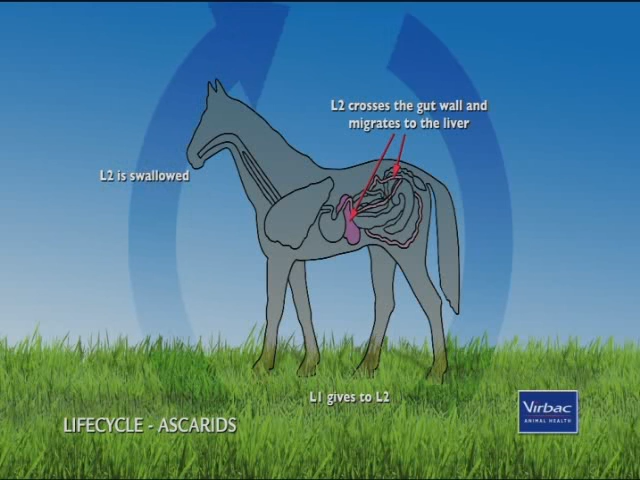 L2 crosses the gut wall and
migrates to the liver
L2 is swallowed
L1 gives to L2
LIFECYCLE - ASCARIDS
Virbac
ANIMAL HEALTH